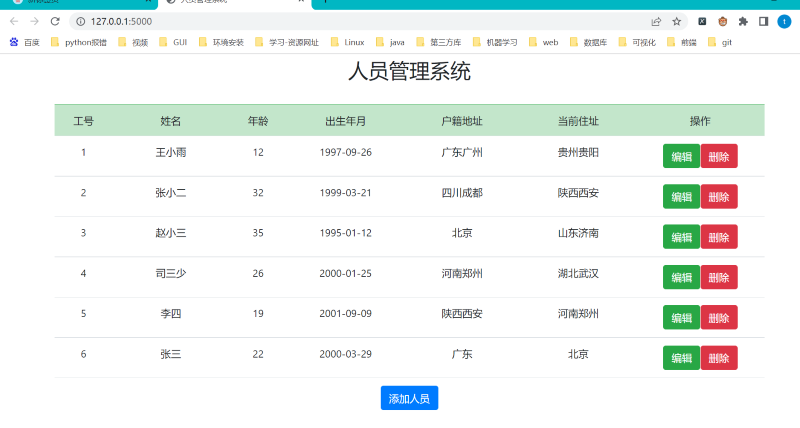 人员管理系统
127.0.0.1:5000
百度 python报错 视频 GUI 环境安装 学习-资源网址 Linux java 第三方库 机器学习 web 数据库 可视化 前端 git
人员管理系统
工号 姓名 年龄 出生年月 户籍地址 当前住址 操作
1 王小雨 12 1997-09-26 广东广州 贵州贵阳 编辑 删除
2 张小二 32 1999-03-21 四川成都 陕西西安 编辑 删除
3 赵小三 35 1995-01-12 北京 山东济南 编辑 删除
4 司三少 26 2000-01-25 河南郑州 湖北武汉 编辑 删除
5 李四 19 2001-09-09 陕西西安 河南郑州 编辑 删除
6 张三 22 2000-03-29 广东 北京 编辑 删除
添加人员